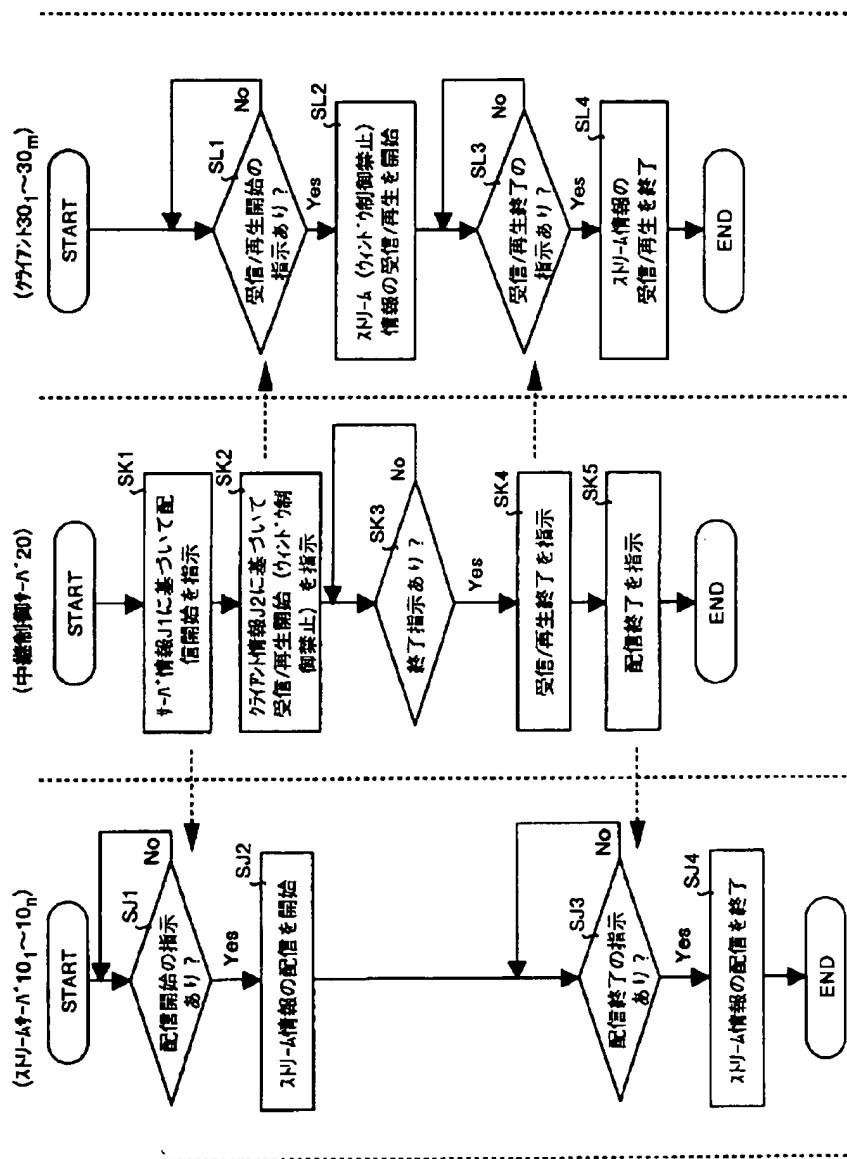 (ストリームサーバ10₁〜10ₙ)
START
SJ1
配信開始の指示
あり？
No
Yes
SJ2
ストリーム情報の配信を開始
SJ3
配信終了の指示
あり？
No
Yes
SJ4
ストリーム情報の配信を終了
END
(中継制御サーバ20)
START
SK1
サーバ情報J1に基づいて配
信開始を指示
SK2
クライアント情報J2に基づいて
受信/再生開始（ウィンドウ制
御禁止）を指示
SK3
終了指示あり？
No
Yes
SK4
受信/再生終了を指示
SK5
配信終了を指示
END
(クライアント30₁〜30ₘ)
START
SL1
受信/再生開始の
指示あり？
No
Yes
SL2
ストリーム（ウィンドウ制御禁止）
情報の受信/再生を開始
SL3
受信/再生終了の
指示あり？
No
Yes
SL4
ストリーム情報の
受信/再生を終了
END